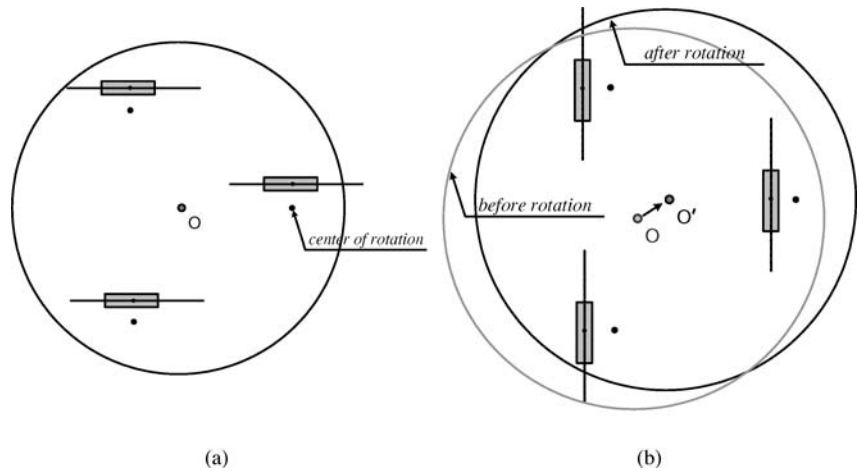 O
center of rotation
after rotation
before rotation
O
O'
(a)
(b)